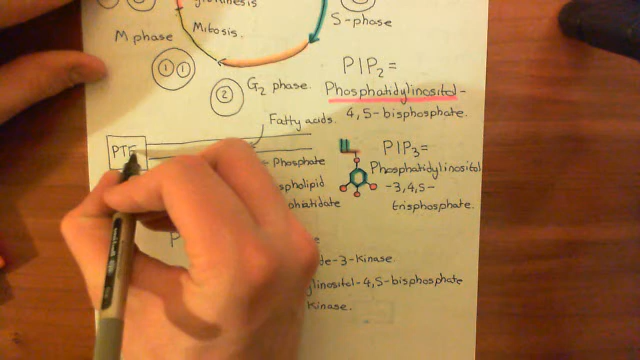 Mitosis.
S-phase
M phase
1 1
2
G2 phase.
PIP2 =
Phosphatidylinositol-
4,5-bisphosphate.
Fatty acids.
PTE
Phosphate
PIP3=
Phosphatidylinositol
-3,4,5-
trisphosphate.
de-3-kinase.
ylinositol-4,5-bisphosphate
kinase.